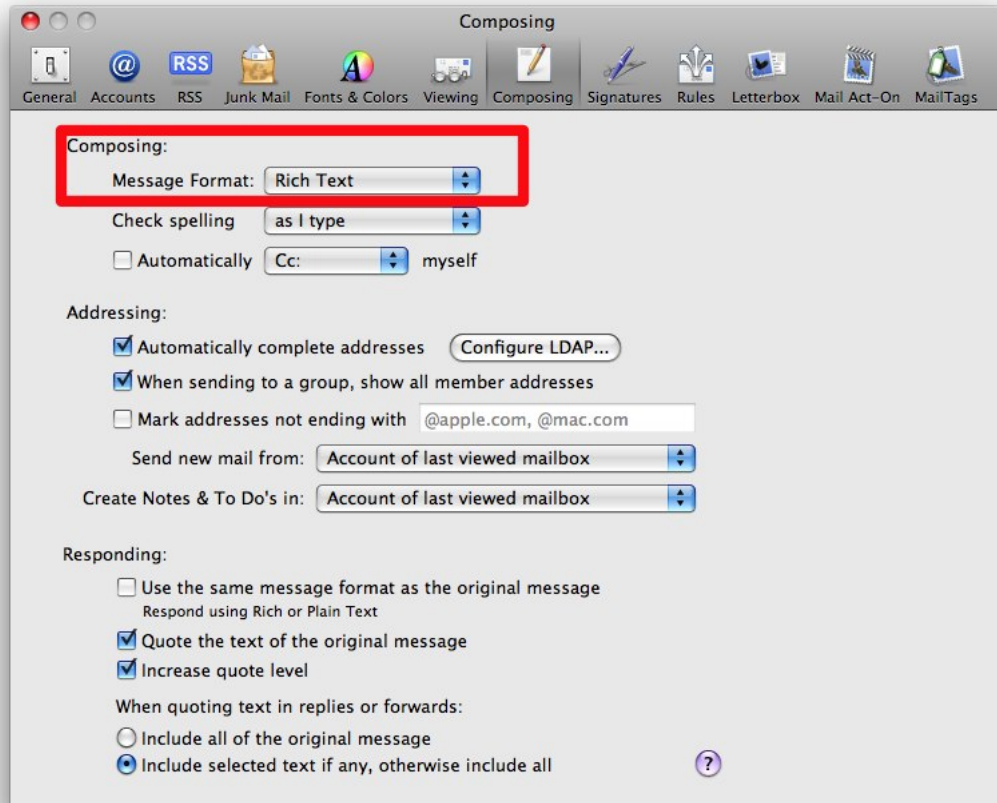 Composing
General Accounts RSS Junk Mail Fonts & Colors Viewing Composing Signatures Rules Letterbox Mail Act-On MailTags
RSS
Composing:
Message Format: Rich Text
Check spelling as I type
Automatically Cc: myself
Addressing:
Automatically complete addresses Configure LDAP...
When sending to a group, show all member addresses
Mark addresses not ending with @apple.com, @mac.com
Send new mail from: Account of last viewed mailbox
Create Notes & To Do's in: Account of last viewed mailbox
Responding:
Use the same message format as the original message
Respond using Rich or Plain Text
Quote the text of the original message
Increase quote level
When quoting text in replies or forwards:
Include all of the original message
Include selected text if any, otherwise include all
?